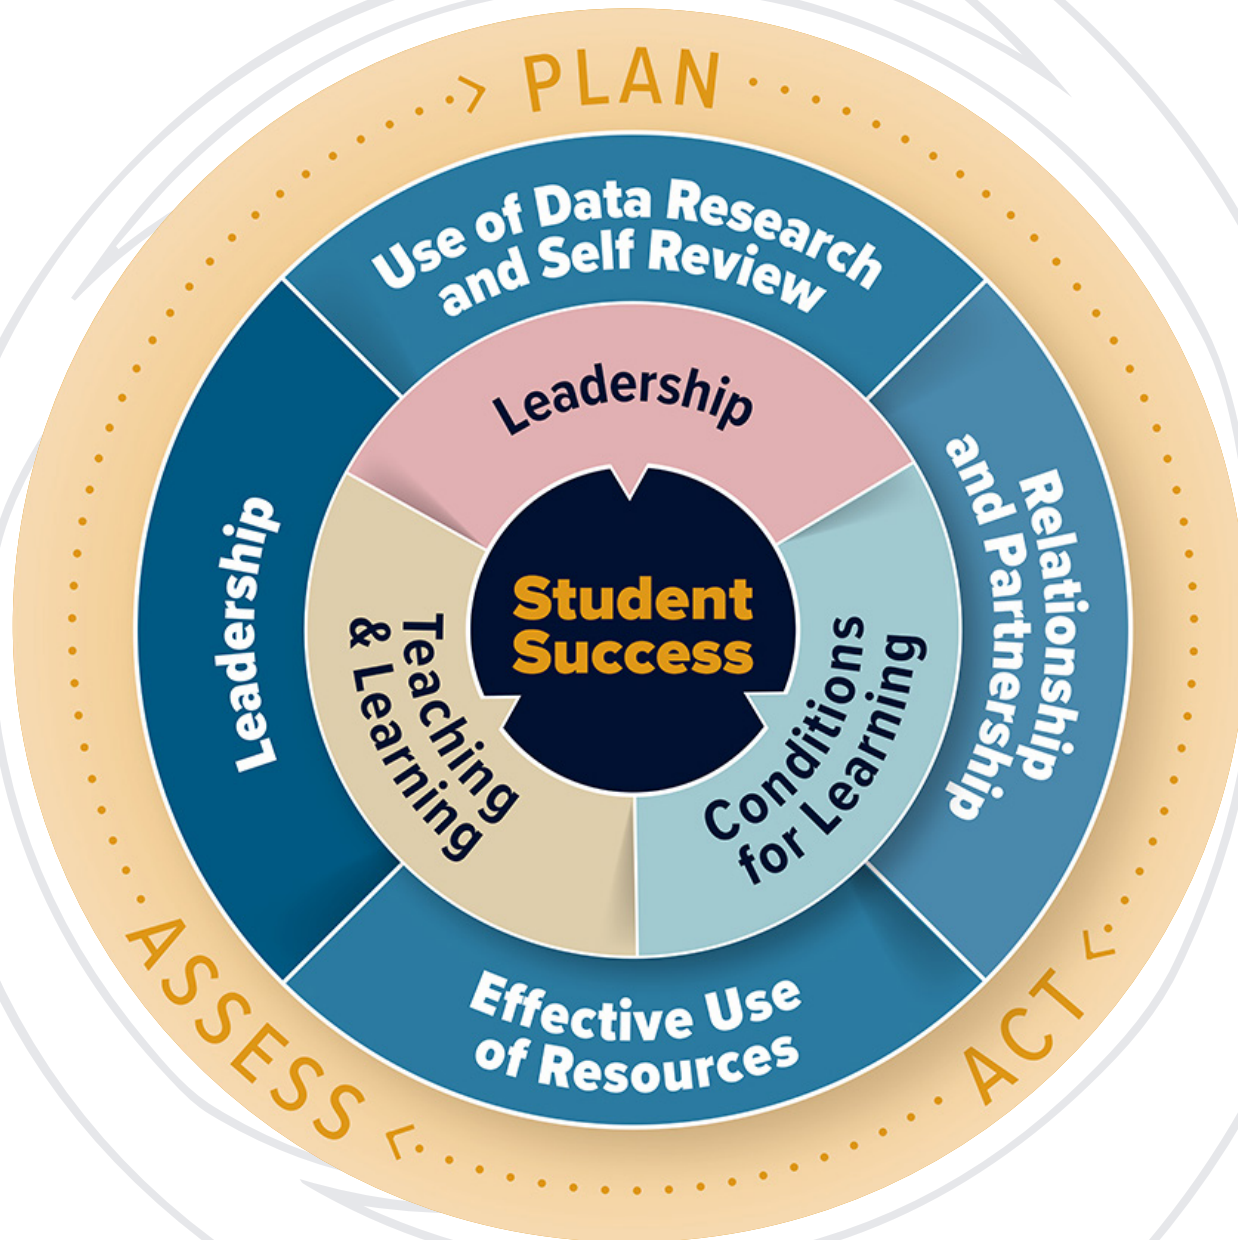 PLAN
Use of Data Research
and Self Review
Leadership
Relationship
and Partnership
Leadership
Student
Success
Teaching
& Learning
Conditions
for Learning
Effective Use
of Resources
ASSESS
ACT